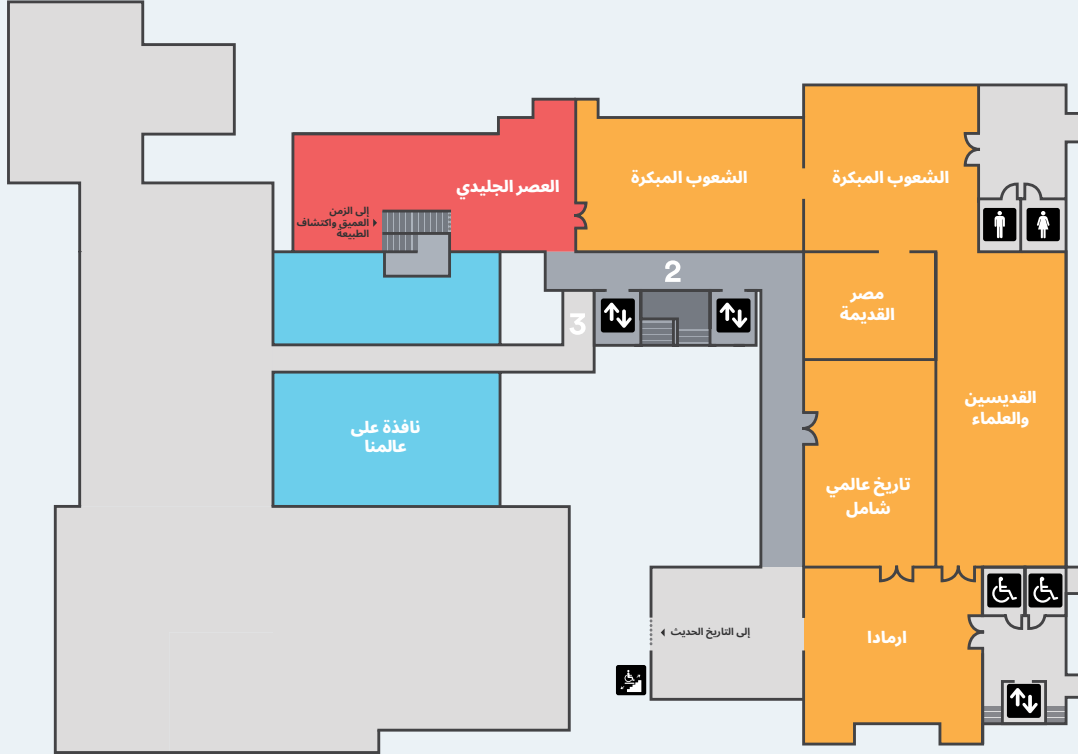 الشعوب المبكرة
الشعوب المبكرة
العصر الجليدي
إلى الزمن
العميق واكتشاف
الطبيعة
2
3
مصر
القديمة
القديسين
والعلماء
نافذة على
عالمنا
تاريخ عالمي
شامل
إلى التاريخ الحديث
ارمادا